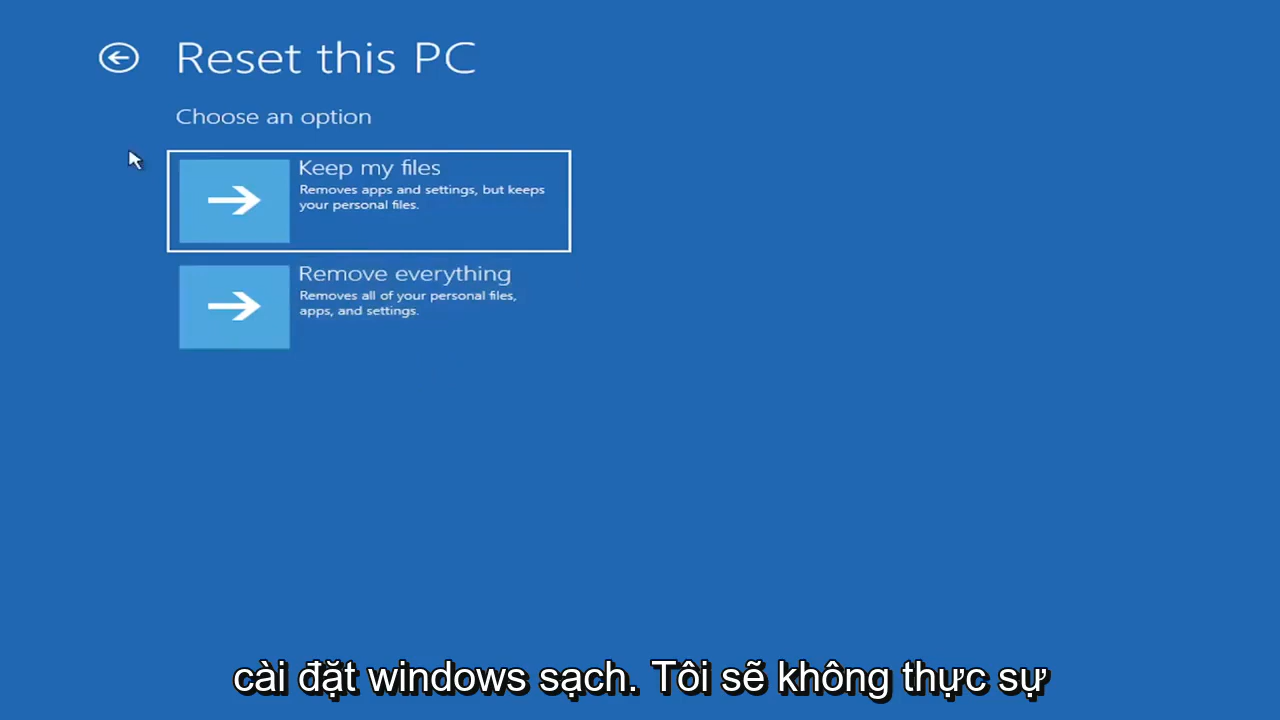 Reset this PC
Choose an option
Keep my files
Removes apps and settings, but keeps
your personal files.
Remove everything
Removes all of your personal files,
apps, and settings.
cài đặt windows sạch. Tôi sẽ không thực sự